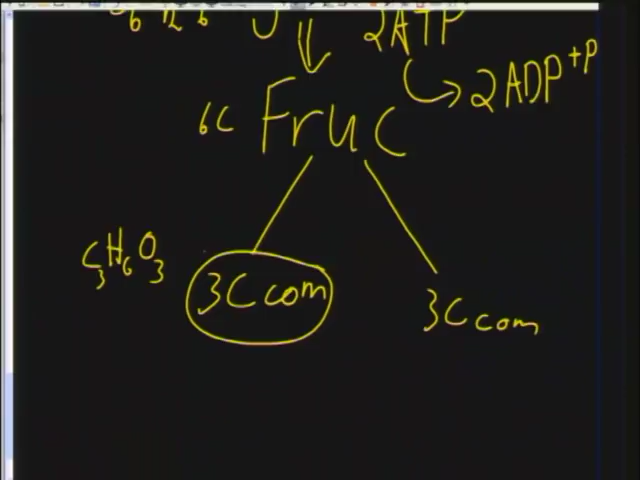 2ATP
2ADP+P
6C Fruc
C3H6O3
3C com
3C com